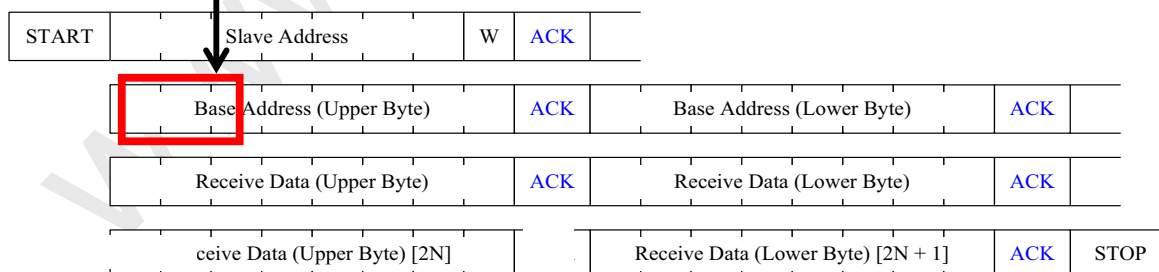 START Slave Address W ACK
Base Address (Upper Byte) ACK Base Address (Lower Byte) ACK
Receive Data (Upper Byte) ACK Receive Data (Lower Byte) ACK
ceive Data (Upper Byte) [2N] Receive Data (Lower Byte) [2N + 1] ACK STOP